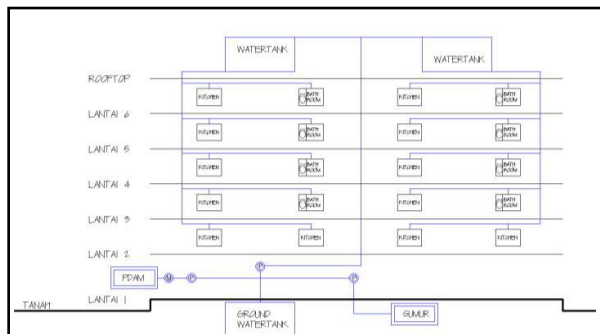 WATERTANK
WATERTANK
ROOFTOP
KITCHEN
BATH
ROOM
KITCHEN
BATH
ROOM
LANTAI 6
KITCHEN
BATH
ROOM
KITCHEN
BATH
ROOM
LANTAI 5
KITCHEN
BATH
ROOM
KITCHEN
BATH
ROOM
LANTAI 4
KITCHEN
BATH
ROOM
KITCHEN
BATH
ROOM
LANTAI 3
KITCHEN
KITCHEN
KITCHEN
KITCHEN
LANTAI 2
PDAM
M
P
P
P
LANTAI 1
TANAH
GROUND
WATERTANK
SUMUR